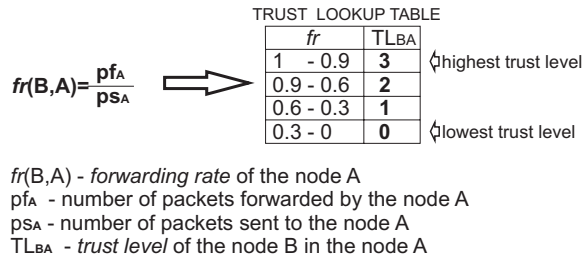 TRUST LOOKUP TABLE
fr TLBA
1 - 0.9 3 highest trust level
fr(B,A)=pfA/psA
0.9 - 0.6 2
0.6 - 0.3 1
0.3 - 0 0 lowest trust level
fr(B,A) - forwarding rate of the node A
pfA - number of packets forwarded by the node A
psA - number of packets sent to the node A
TLBA - trust level of the node B in the node A